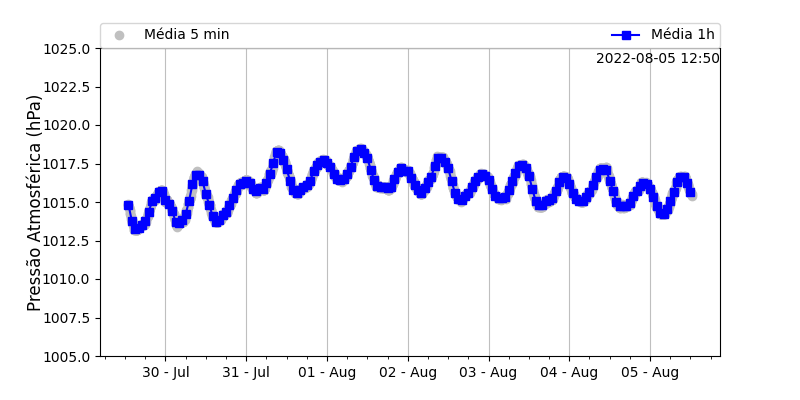 Média 5 min
Média 1h
2022-08-05 12:50
Pressão Atmosférica (hPa)
1025.0
1022.5
1020.0
1017.5
1015.0
1012.5
1010.0
1007.5
1005.0
30 - Jul
31 - Jul
01 - Aug
02 - Aug
03 - Aug
04 - Aug
05 - Aug